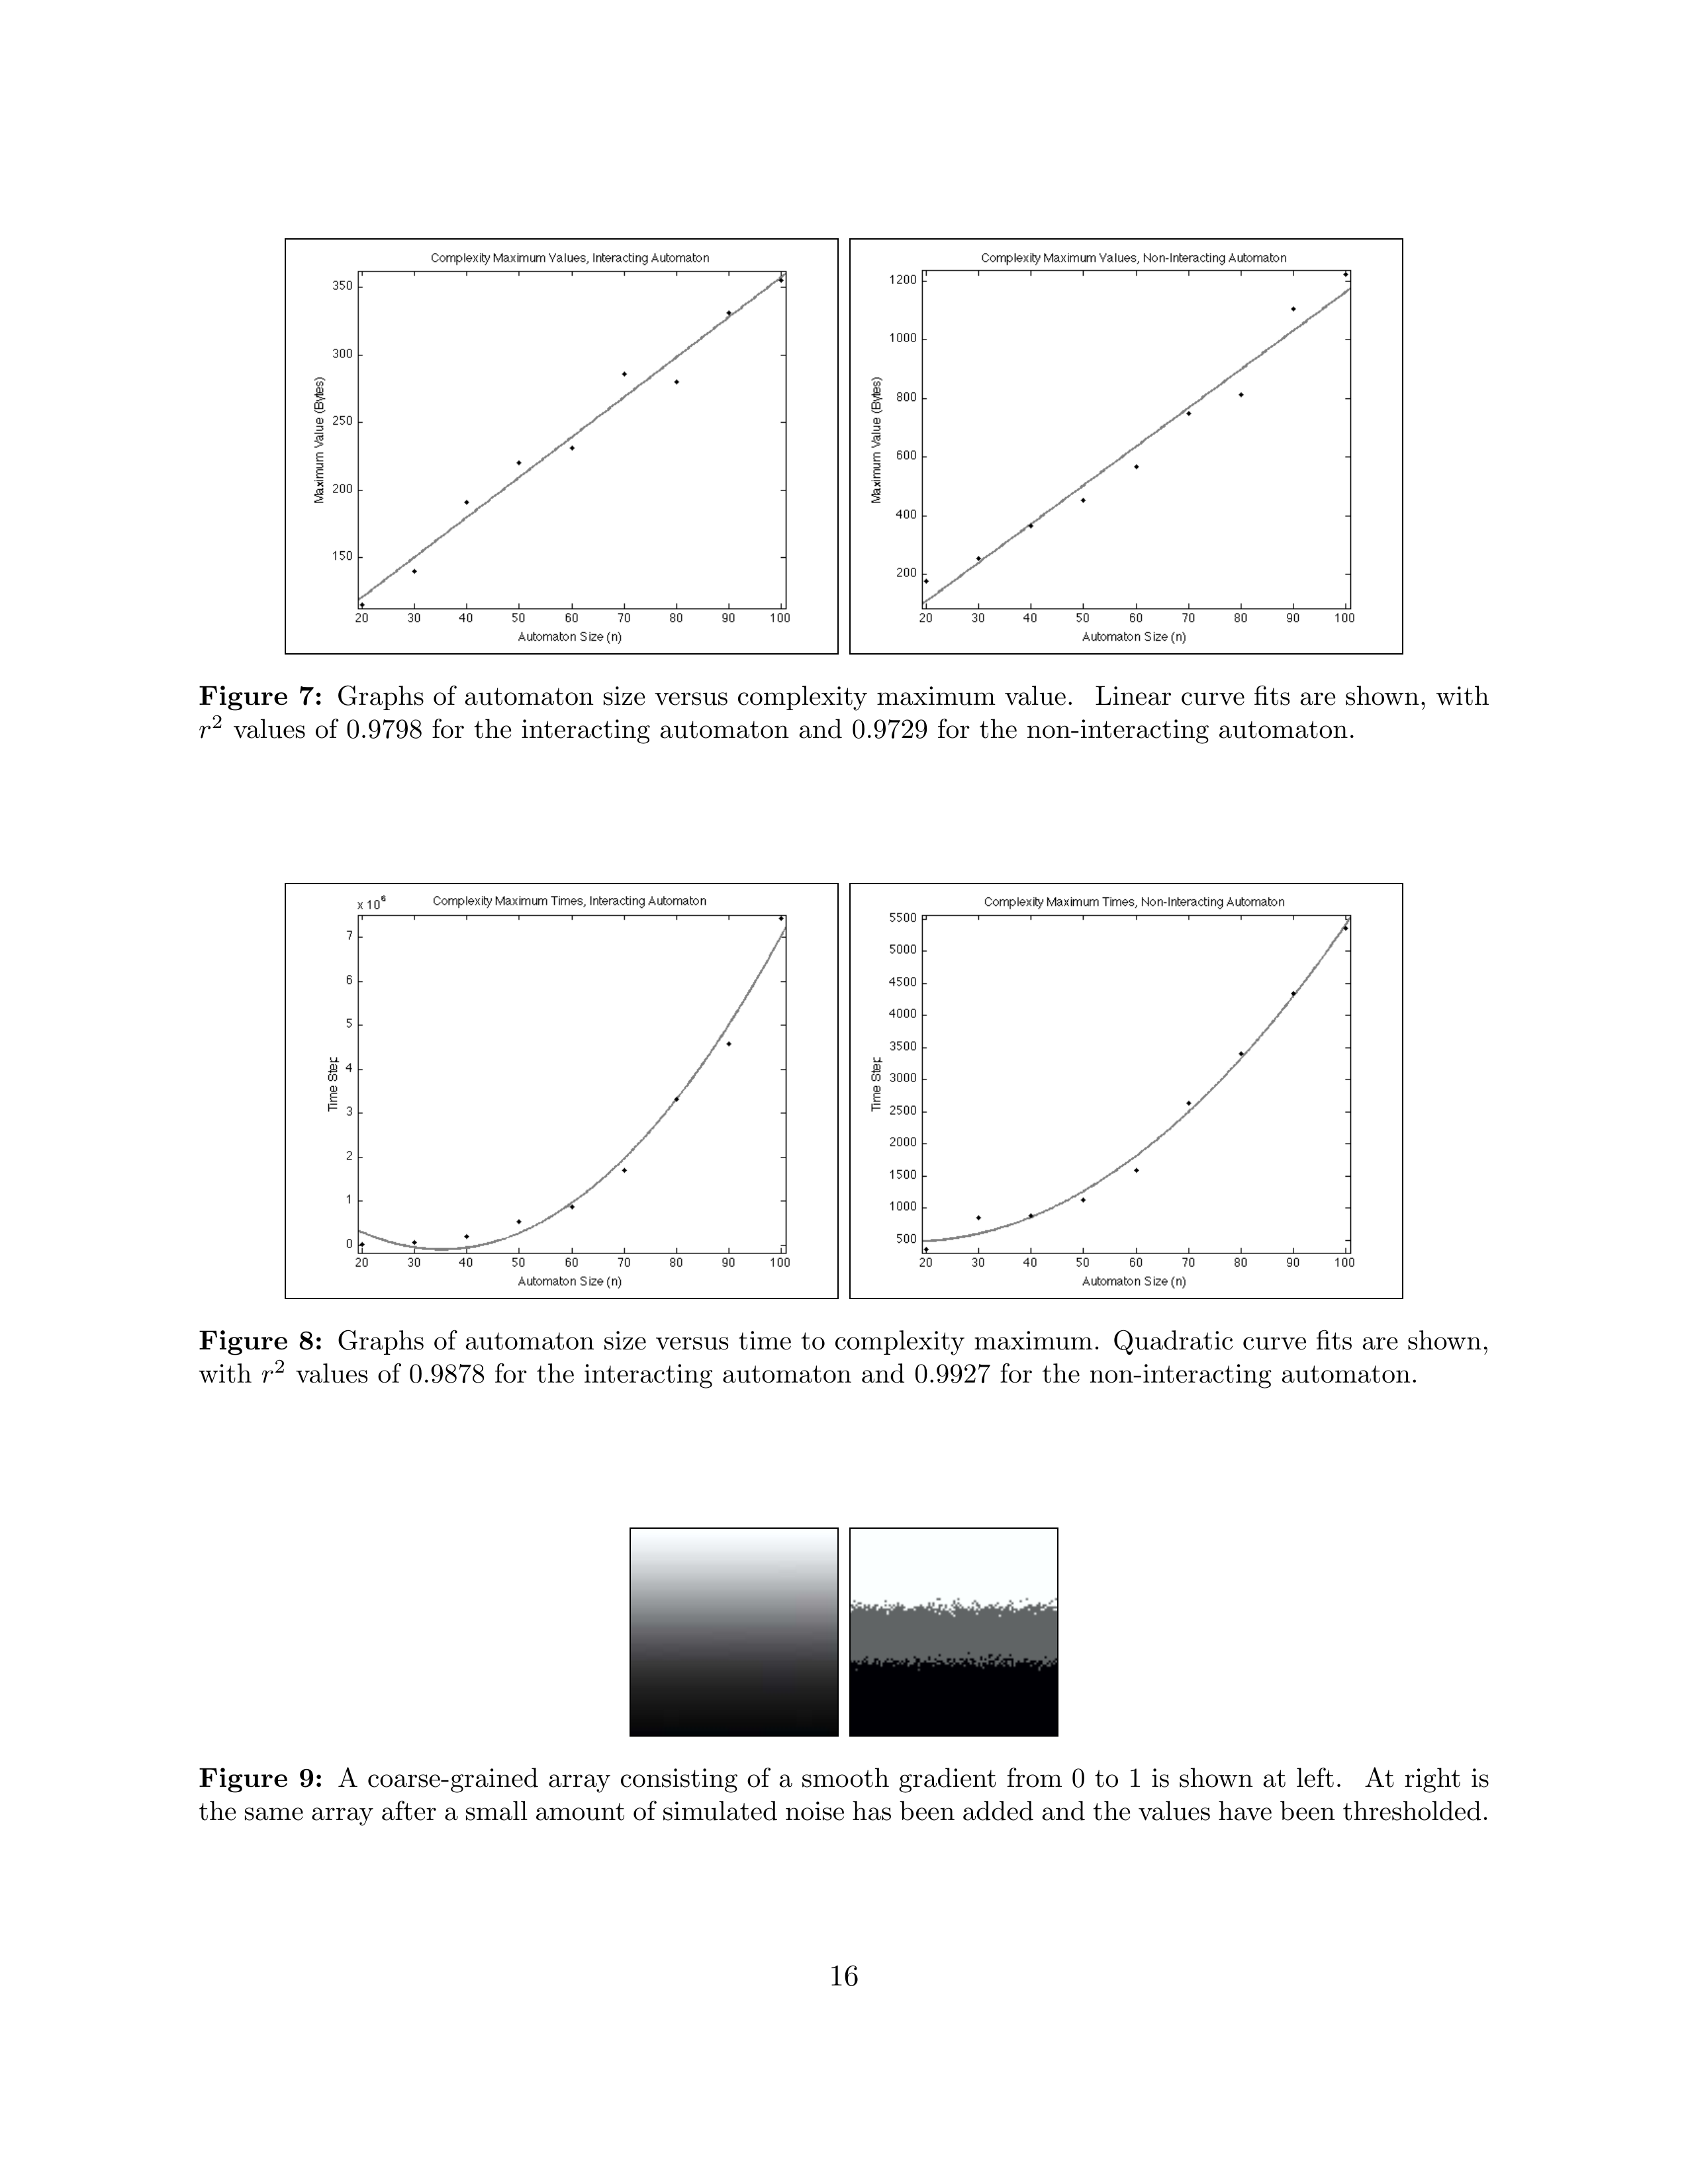 Complexity Maximum Values, Interacting Automaton
350
300
250
200
150
Maximum Value (Bytes)
20 30 40 50 60 70 80 90 100
Automaton Size (n)
Complexity Maximum Values, Non-Interacting Automaton
1200
1000
800
600
400
200
Maximum Value (Bytes)
20 30 40 50 60 70 80 90 100
Automaton Size (n)
Figure 7: Graphs of automaton size versus complexity maximum value. Linear curve fits are shown, with
r² values of 0.9798 for the interacting automaton and 0.9729 for the non-interacting automaton.
x 10⁶
Complexity Maximum Times, Interacting Automaton
7
6
5
4
3
2
1
0
Time Step
20 30 40 50 60 70 80 90 100
Automaton Size (n)
Complexity Maximum Times, Non-Interacting Automaton
5500
5000
4500
4000
3500
3000
2500
2000
1500
1000
500
Time Step
20 30 40 50 60 70 80 90 100
Automaton Size (n)
Figure 8: Graphs of automaton size versus time to complexity maximum. Quadratic curve fits are shown,
with r² values of 0.9878 for the interacting automaton and 0.9927 for the non-interacting automaton.
Figure 9: A coarse-grained array consisting of a smooth gradient from 0 to 1 is shown at left. At right is
the same array after a small amount of simulated noise has been added and the values have been thresholded.
16